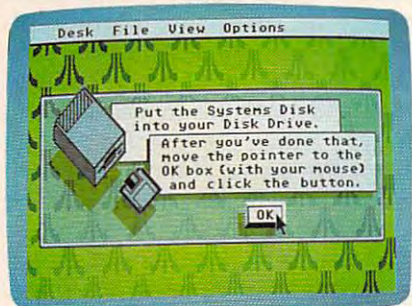 Desk File View Options
Put the Systems Disk
into your Disk Drive.
After you've done that,
move the pointer to the
OK box (with your mouse)
and click the button.
OK